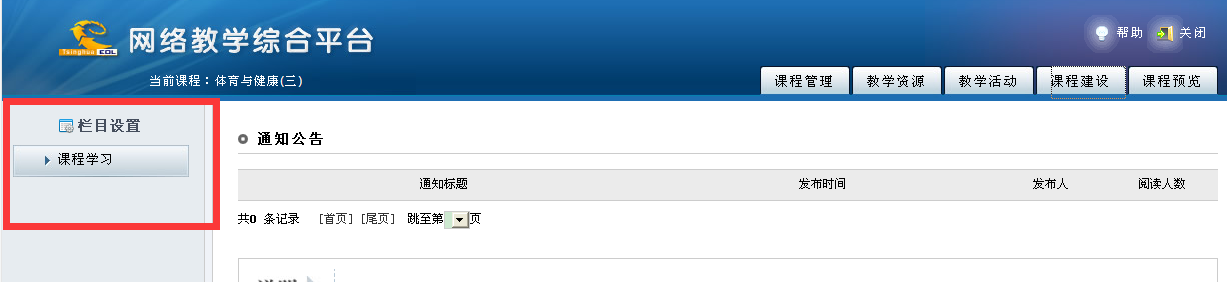 TsingHua EOL
网络教学综合平台
帮助 关闭
当前课程：体育与健康(三)
课程管理 教学资源 教学活动 课程建设 课程预览
栏目设置
课程学习
通知公告
通知标题 发布时间 发布人 阅读人数
共0 条记录 [首页] [尾页] 跳至第 页